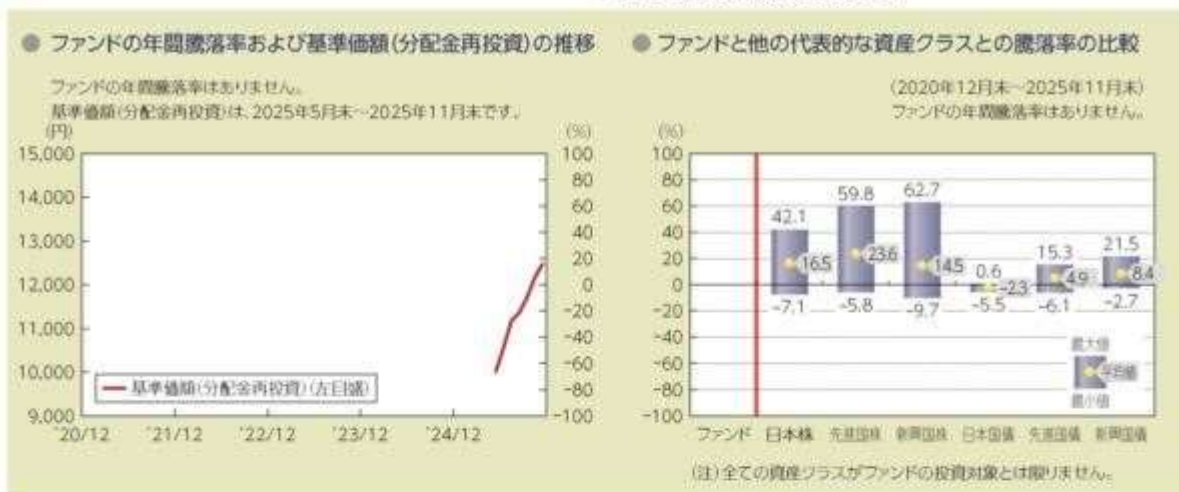 ● ファンドの年間騰落率および基準価額(分配金再投資)の推移
ファンドの年間騰落率はありません。
基準価額(分配金再投資)は、2025年5月末～2025年11月末です。
(円)
(%)
15,000
14,000
13,000
12,000
11,000
10,000
9,000
100
80
60
40
20
0
-20
-40
-60
-80
-100
基準価額(分配金再投資)(左目盛)
'20/12 '21/12 '22/12 '23/12 '24/12
● ファンドと他の代表的な資産クラスとの騰落率の比較
(2020年12月末～2025年11月末)
ファンドの年間騰落率はありません。
(%)
100
80
60
40
20
0
-20
-40
-60
-80
-100
42.1 59.8 62.7 0.6 15.3 21.5
16.5 23.6 14.5 -2.3 4.9 8.4
-7.1 -5.8 -9.7 -5.5 -6.1 -2.7
最大値
平均値
最小値
ファンド 日本株 先進国株 新興国株 日本国債 先進国債 新興国債
(注)全ての資産クラスがファンドの投資対象とは限りません。